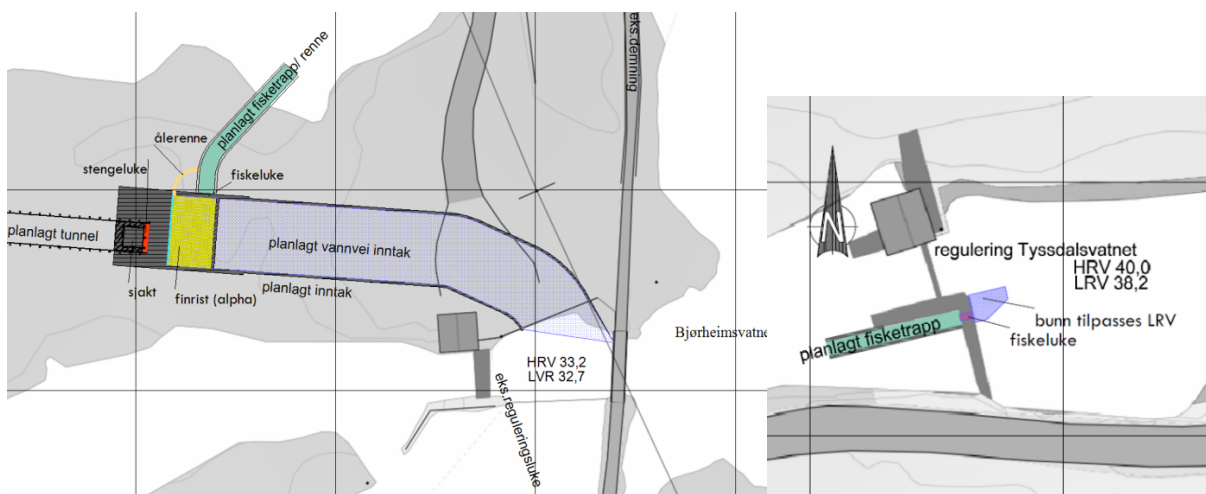 planlagt fisketrapp/ renne
eks.demning
ålerenne
stengeluke
fiskeluke
planlagt tunnel
planlagt vannvei inntak
sjakt
finrist (alpha)
planlagt inntak
Bjørheimsvatne
HRV 33,2
LVR 32,7
eks.reguleringsluke
N
regulering Tyssdalsvatnet
HRV 40,0
LRV 38,2
bunn tilpasses LRV
fiskeluke
planlagt fisketrapp